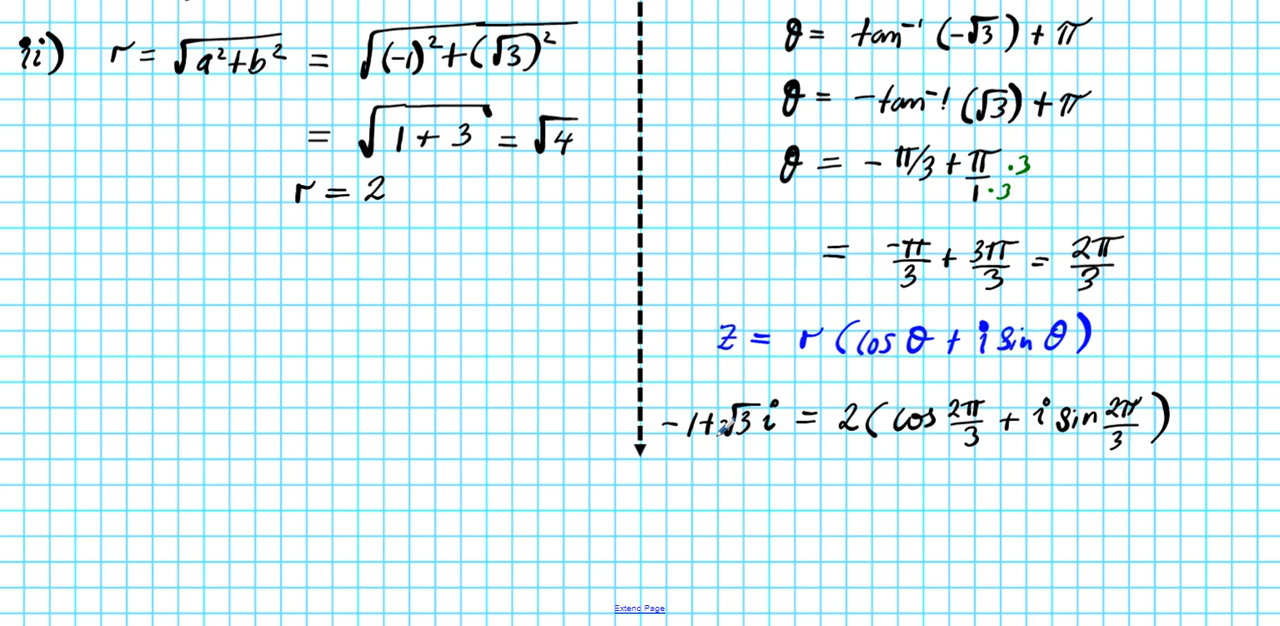 ii) r = √(a²+b²) = √((-1)²+(√3)²)
= √(1+3) = √4
r = 2
θ = tan⁻¹(-√3) + π
θ = -tan⁻¹(√3) + π
θ = -π/3 + π/1 ·3/·3
= -π/3 + 3π/3 = 2π/3
z = r(cos θ + i sin θ)
-1+√3 i = 2(cos 2π/3 + i sin 2π/3)
Extend Page